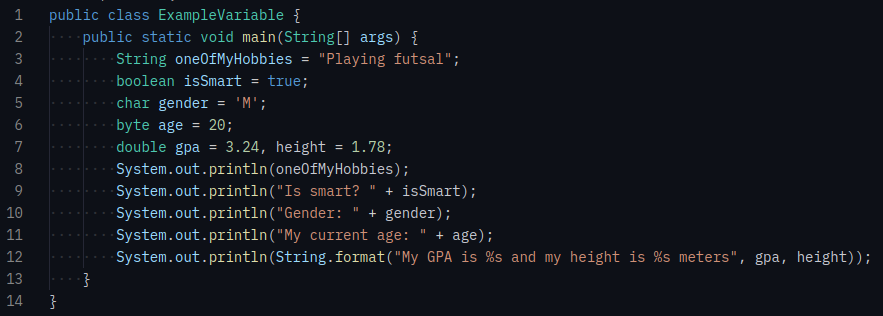 1 public class ExampleVariable {
2 ····public static void main(String[] args) {
3 ········String oneOfMyHobbies = "Playing futsal";
4 ········boolean isSmart = true;
5 ········char gender = 'M';
6 ········byte age = 20;
7 ········double gpa = 3.24, height = 1.78;
8 ········System.out.println(oneOfMyHobbies);
9 ········System.out.println("Is smart? " + isSmart);
10 ········System.out.println("Gender: " + gender);
11 ········System.out.println("My current age: " + age);
12 ········System.out.println(String.format("My GPA is %s and my height is %s meters", gpa, height));
13 ····}
14 }